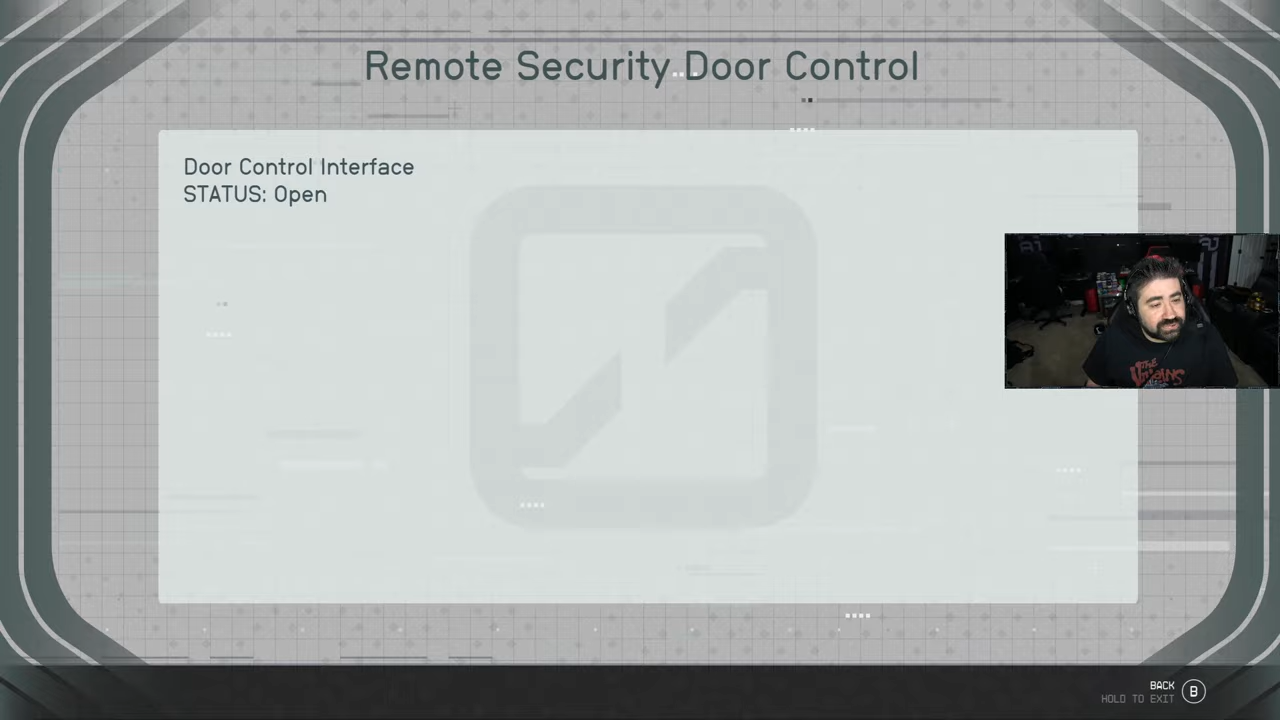 Remote Security Door Control
Door Control Interface
STATUS: Open
BACK
HOLD TO EXIT
B